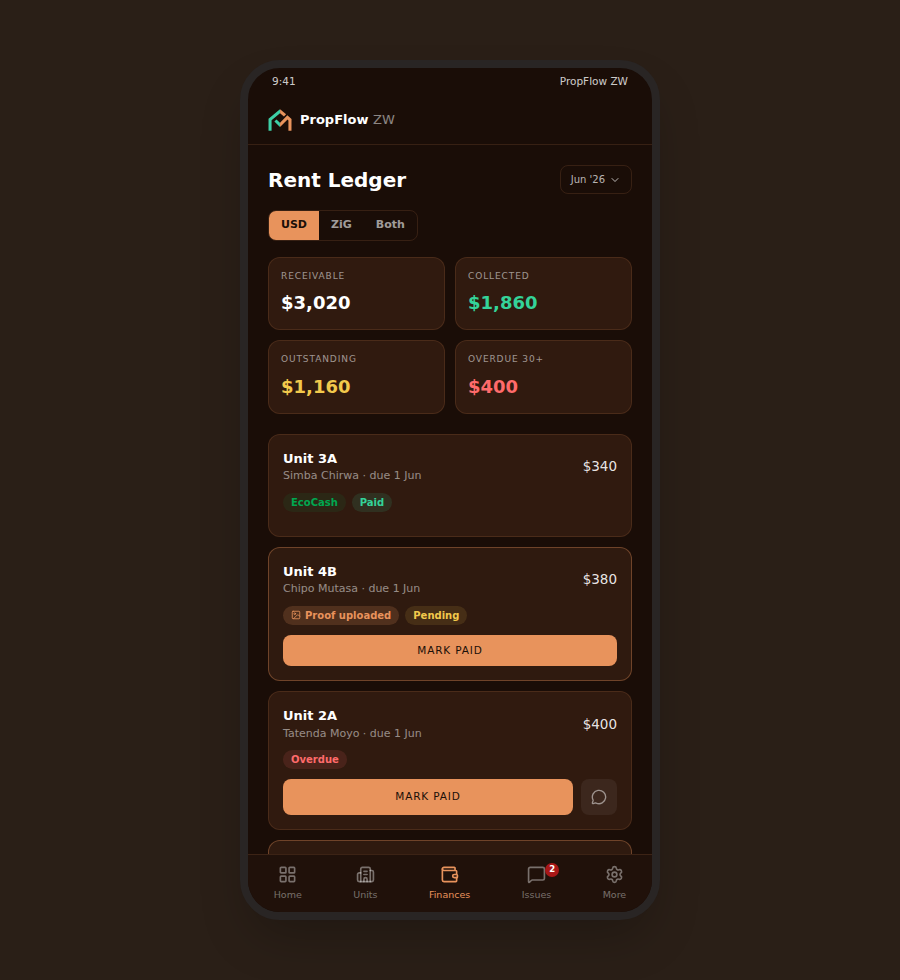 9:41 PropFlow ZW
PropFlow ZW
Rent Ledger Jun '26
USD ZiG Both
RECEIVABLE
$3,020
COLLECTED
$1,860
OUTSTANDING
$1,160
OVERDUE 30+
$400
Unit 3A
Simba Chirwa · due 1 Jun
$340
EcoCash Paid
Unit 4B
Chipo Mutasa · due 1 Jun
$380
Proof uploaded Pending
MARK PAID
Unit 2A
Tatenda Moyo · due 1 Jun
$400
Overdue
MARK PAID
2
Home Units Finances Issues More